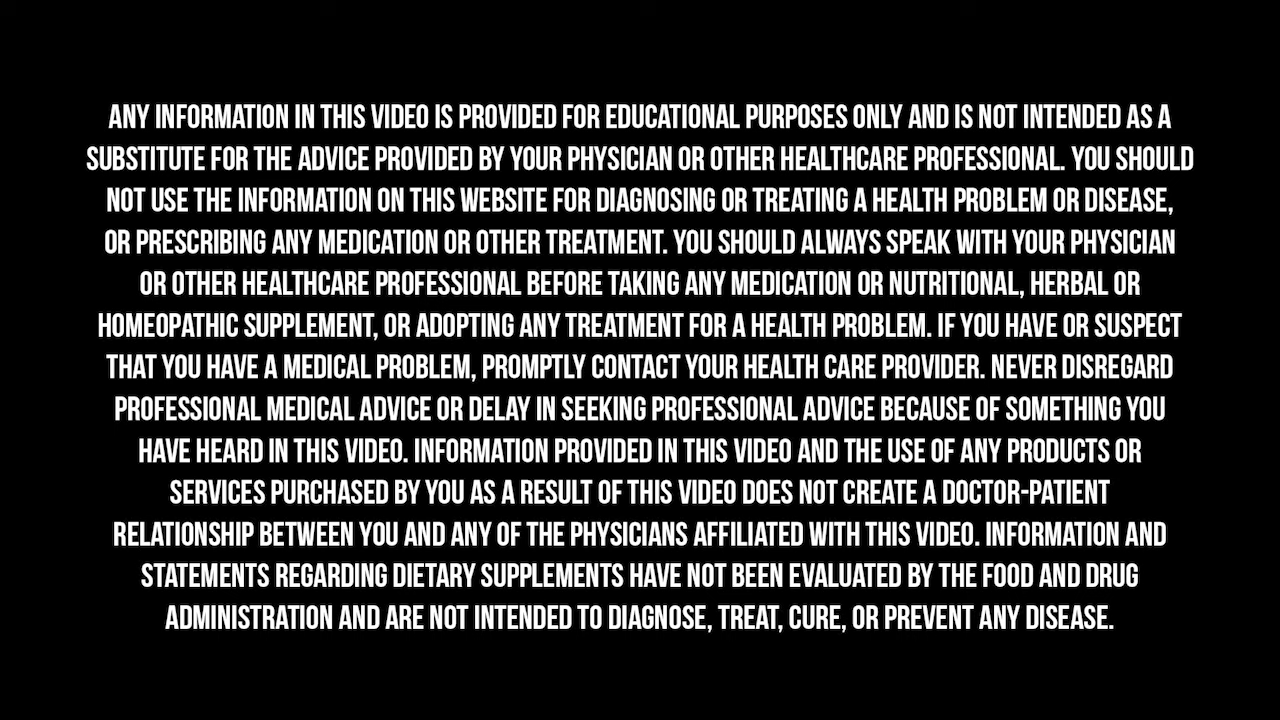 ANY INFORMATION IN THIS VIDEO IS PROVIDED FOR EDUCATIONAL PURPOSES ONLY AND IS NOT INTENDED AS A
SUBSTITUTE FOR THE ADVICE PROVIDED BY YOUR PHYSICIAN OR OTHER HEALTHCARE PROFESSIONAL. YOU SHOULD
NOT USE THE INFORMATION ON THIS WEBSITE FOR DIAGNOSING OR TREATING A HEALTH PROBLEM OR DISEASE,
OR PRESCRIBING ANY MEDICATION OR OTHER TREATMENT. YOU SHOULD ALWAYS SPEAK WITH YOUR PHYSICIAN
OR OTHER HEALTHCARE PROFESSIONAL BEFORE TAKING ANY MEDICATION OR NUTRITIONAL, HERBAL OR
HOMEOPATHIC SUPPLEMENT, OR ADOPTING ANY TREATMENT FOR A HEALTH PROBLEM. IF YOU HAVE OR SUSPECT
THAT YOU HAVE A MEDICAL PROBLEM, PROMPTLY CONTACT YOUR HEALTH CARE PROVIDER. NEVER DISREGARD
PROFESSIONAL MEDICAL ADVICE OR DELAY IN SEEKING PROFESSIONAL ADVICE BECAUSE OF SOMETHING YOU
HAVE HEARD IN THIS VIDEO. INFORMATION PROVIDED IN THIS VIDEO AND THE USE OF ANY PRODUCTS OR
SERVICES PURCHASED BY YOU AS A RESULT OF THIS VIDEO DOES NOT CREATE A DOCTOR-PATIENT
RELATIONSHIP BETWEEN YOU AND ANY OF THE PHYSICIANS AFFILIATED WITH THIS VIDEO. INFORMATION AND
STATEMENTS REGARDING DIETARY SUPPLEMENTS HAVE NOT BEEN EVALUATED BY THE FOOD AND DRUG
ADMINISTRATION AND ARE NOT INTENDED TO DIAGNOSE, TREAT, CURE, OR PREVENT ANY DISEASE.